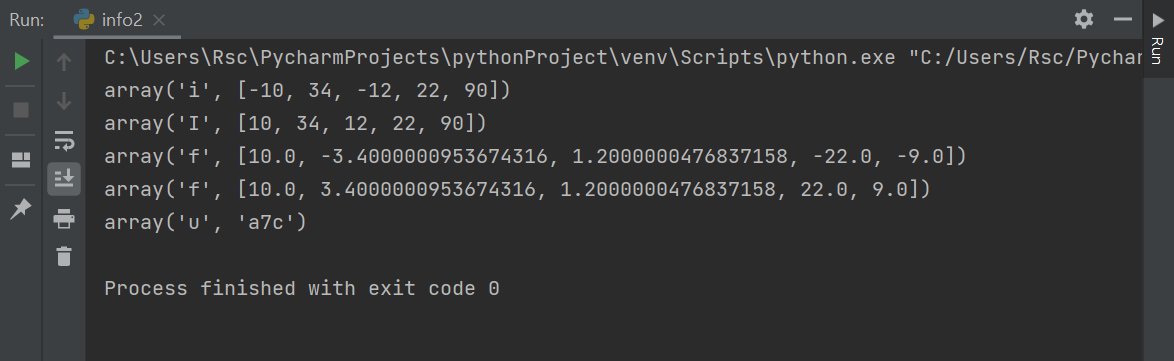 Run: info2
C:\Users\Rsc\PycharmProjects\pythonProject\venv\Scripts\python.exe "C:/Users/Rsc/Pychar
Run
array('i', [-10, 34, -12, 22, 90])
array('I', [10, 34, 12, 22, 90])
array('f', [10.0, -3.4000000953674316, 1.2000000476837158, -22.0, -9.0])
array('f', [10.0, 3.4000000953674316, 1.2000000476837158, 22.0, 9.0])
array('u', 'a7c')
Process finished with exit code 0